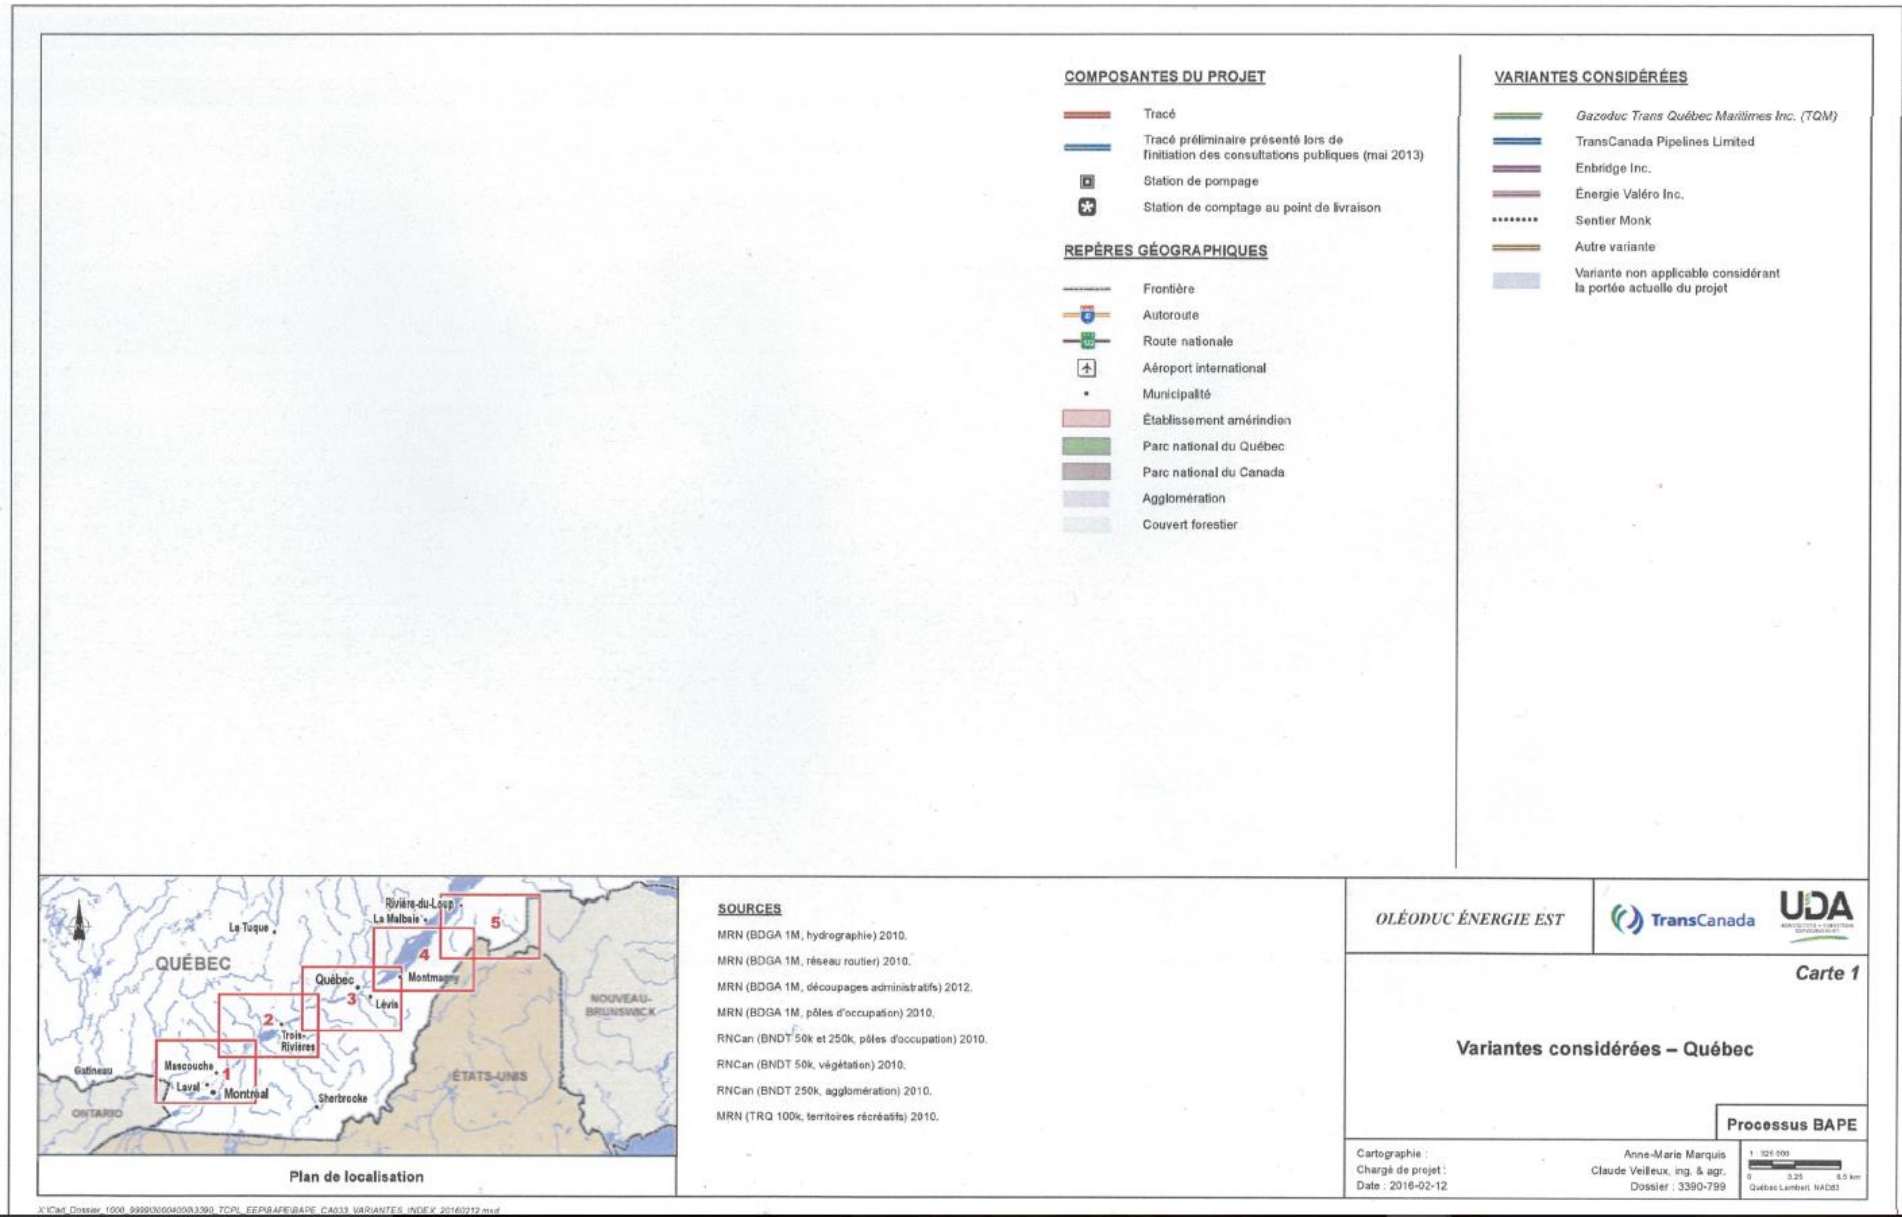 COMPOSANTES DU PROJET
Tracé
Tracé préliminaire présenté lors de
l'initiation des consultations publiques (mai 2013)
Station de pompage
Station de comptage au point de livraison
REPÈRES GÉOGRAPHIQUES
Frontière
Autoroute
Route nationale
Aéroport international
Municipalité
Établissement amérindien
Parc national du Québec
Parc national du Canada
Agglomération
Couvert forestier
VARIANTES CONSIDÉRÉES
Gazoduc Trans Québec Maritimes Inc. (TQM)
TransCanada Pipelines Limited
Enbridge Inc.
Énergie Valéro Inc.
Sentier Monk
Autre variante
Variante non applicable considérant
la portée actuelle du projet
Rivière-du-Loup
La Malbaie
5
La Tuque
QUÉBEC
4
Québec
Montmagny
3
Lévis
NOUVEAU-
BRUNSWICK
2
Trois-
Rivières
Mascouche
1
Gatineau
Laval
Montréal
ÉTATS-UNIS
Sherbrooke
ONTARIO
Plan de localisation
SOURCES
MRN (BDGA 1M, hydrographie) 2010.
MRN (BDGA 1M, réseau routier) 2010.
MRN (BDGA 1M, découpages administratifs) 2012.
MRN (BDGA 1M, pôles d'occupation) 2010.
RNCan (BNDT 50k et 250k, pôles d'occupation) 2010.
RNCan (BNDT 50k, végétation) 2010.
RNCan (BNDT 250k, agglomération) 2010.
MRN (TRQ 100k, territoires récréatifs) 2010.
OLÉODUC ÉNERGIE EST
TransCanada
UDA
Carte 1
Variantes considérées – Québec
Processus BAPE
Cartographie : Anne-Marie Marquis
Chargé de projet : Claude Veilleux, ing. & agr.
Date : 2016-02-12 Dossier : 3390-799
1 : 325 000
0 3,25 6,5 km
Québec Lambert, NAD83